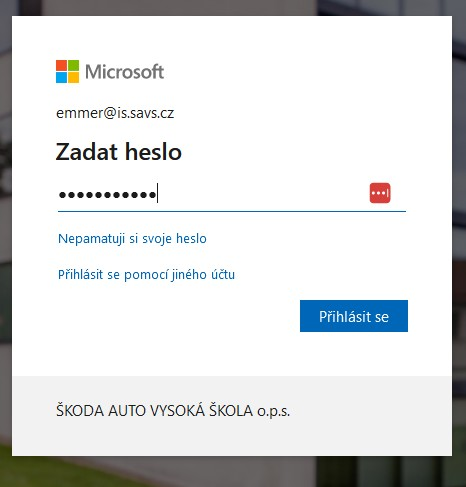 Microsoft
emmer@is.savs.cz
Zadat heslo
•••••••••••
Nepamatuji si svoje heslo
Přihlásit se pomocí jiného účtu
Přihlásit se
ŠKODA AUTO VYSOKÁ ŠKOLA o.p.s.